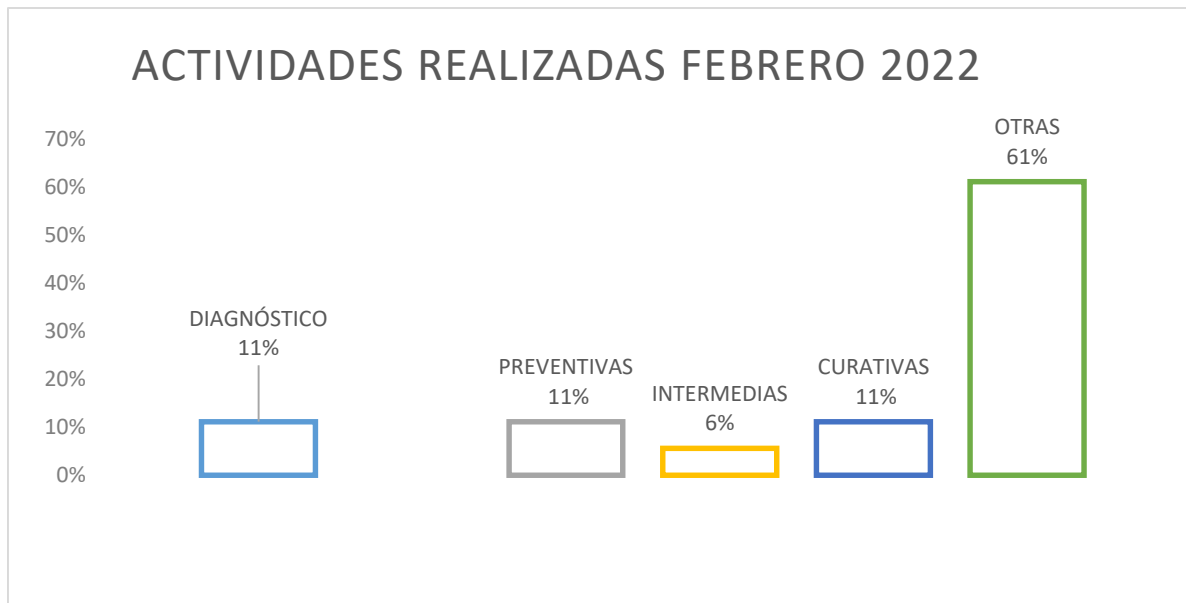 ACTIVIDADES REALIZADAS FEBRERO 2022
70%
60%
50%
40%
30%
20%
10%
0%
DIAGNÓSTICO
11%
PREVENTIVAS
11%
INTERMEDIAS
6%
CURATIVAS
11%
OTRAS
61%